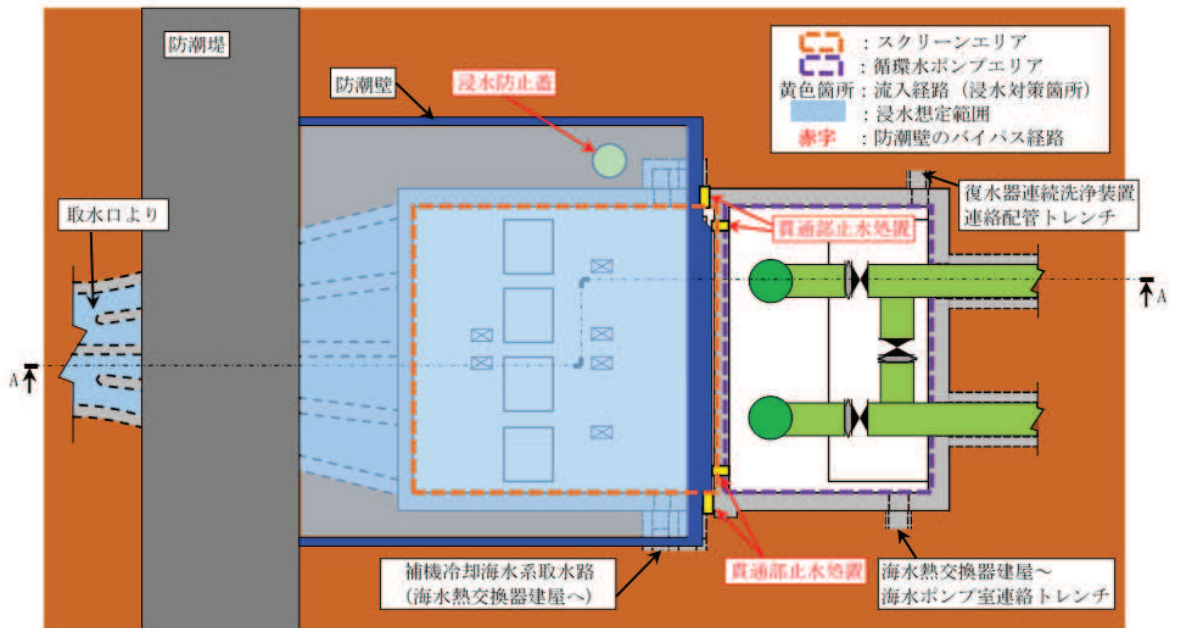 防潮堤
防潮壁
浸水防止蓋
：スクリーンエリア
：循環水ポンプエリア
黄色箇所：流入経路（浸水対策箇所）
：浸水想定範囲
赤字：防潮壁のバイパス経路
取水口より
貫通部止水処置
復水器連続洗浄装置
連絡配管トレンチ
A
A
補機冷却海水系取水路
(海水熱交換器建屋へ)
貫通部止水処置
海水熱交換器建屋～
海水ポンプ室連絡トレンチ